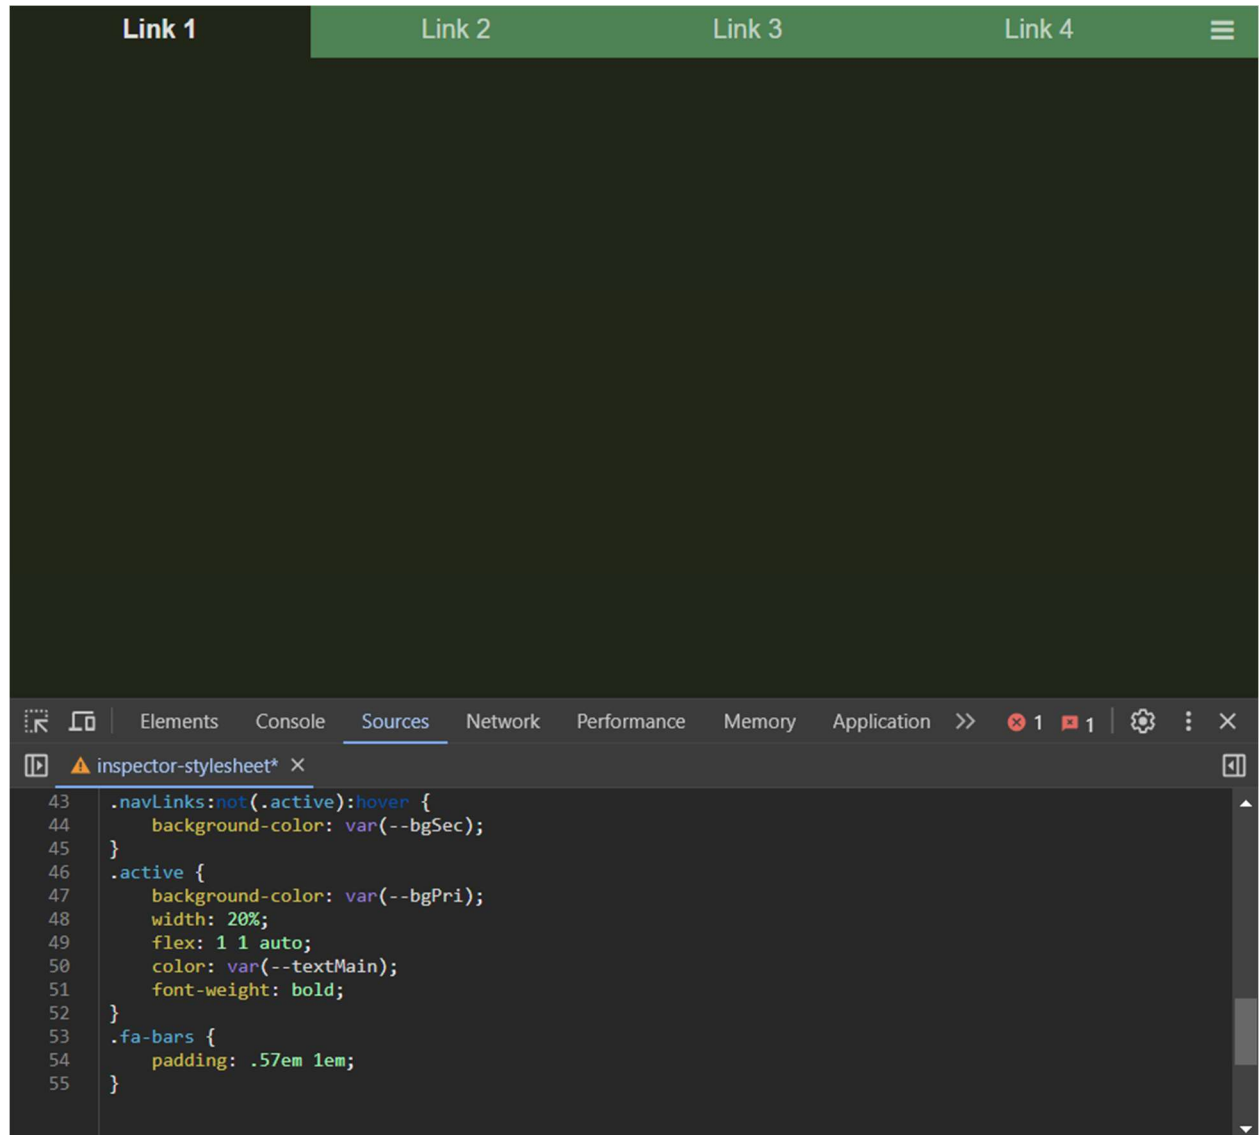 Link 1 Link 2 Link 3 Link 4
Elements Console Sources Network Performance Memory Application 1 1
inspector-stylesheet*
43 .navLinks:not(.active):hover {
44 background-color: var(--bgSec);
45 }
46 .active {
47 background-color: var(--bgPri);
48 width: 20%;
49 flex: 1 1 auto;
50 color: var(--textMain);
51 font-weight: bold;
52 }
53 .fa-bars {
54 padding: .57em 1em;
55 }